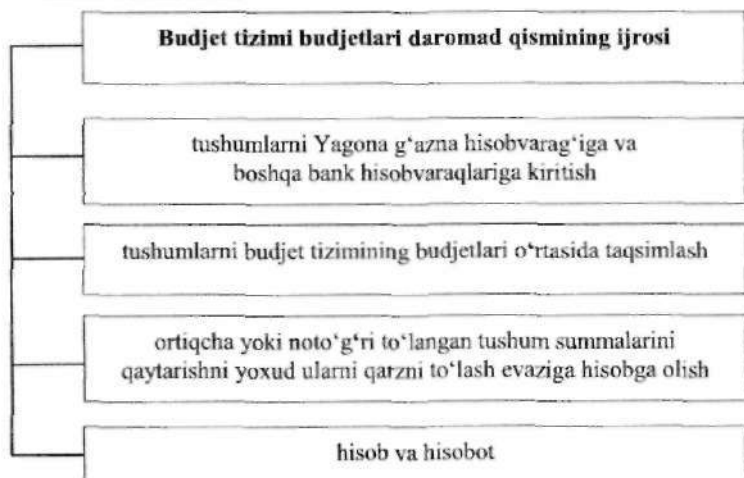 Budjet tizimi budjetlari daromad qismining ijrosi
tushumlarni Yagona g‘azna hisobvarag‘iga va
boshqa bank hisobvaraqlariga kiritish
tushumlarni budjet tizimining budjetlari o‘rtasida taqsimlash
ortiqcha yoki noto‘g‘ri to‘langan tushum summalarini
qaytarishni yoxud ularni qarzni to‘lash evaziga hisobga olish
hisob va hisobot